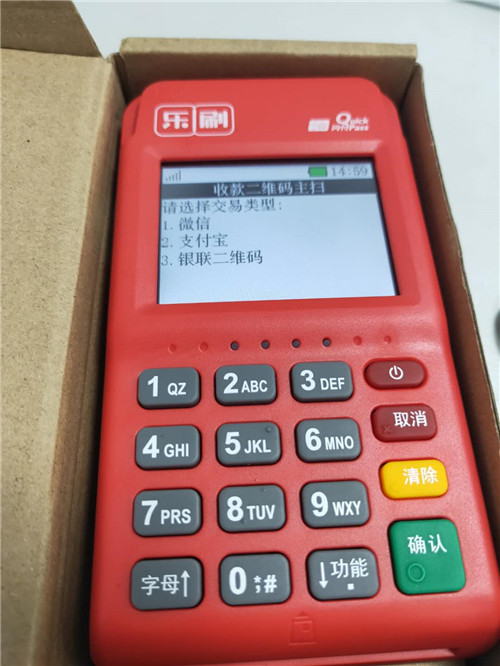 乐刷
Quick Pass
14:59
收款二维码主扫
请选择交易类型:
1. 微信
2. 支付宝
3. 银联二维码
1 QZ
2 ABC
3 DEF
取消
4 GHI
5 JKL
6 MNO
清除
7 PRS
8 TUV
9 WXY
确认
字母↑
0 *;#
↓功能